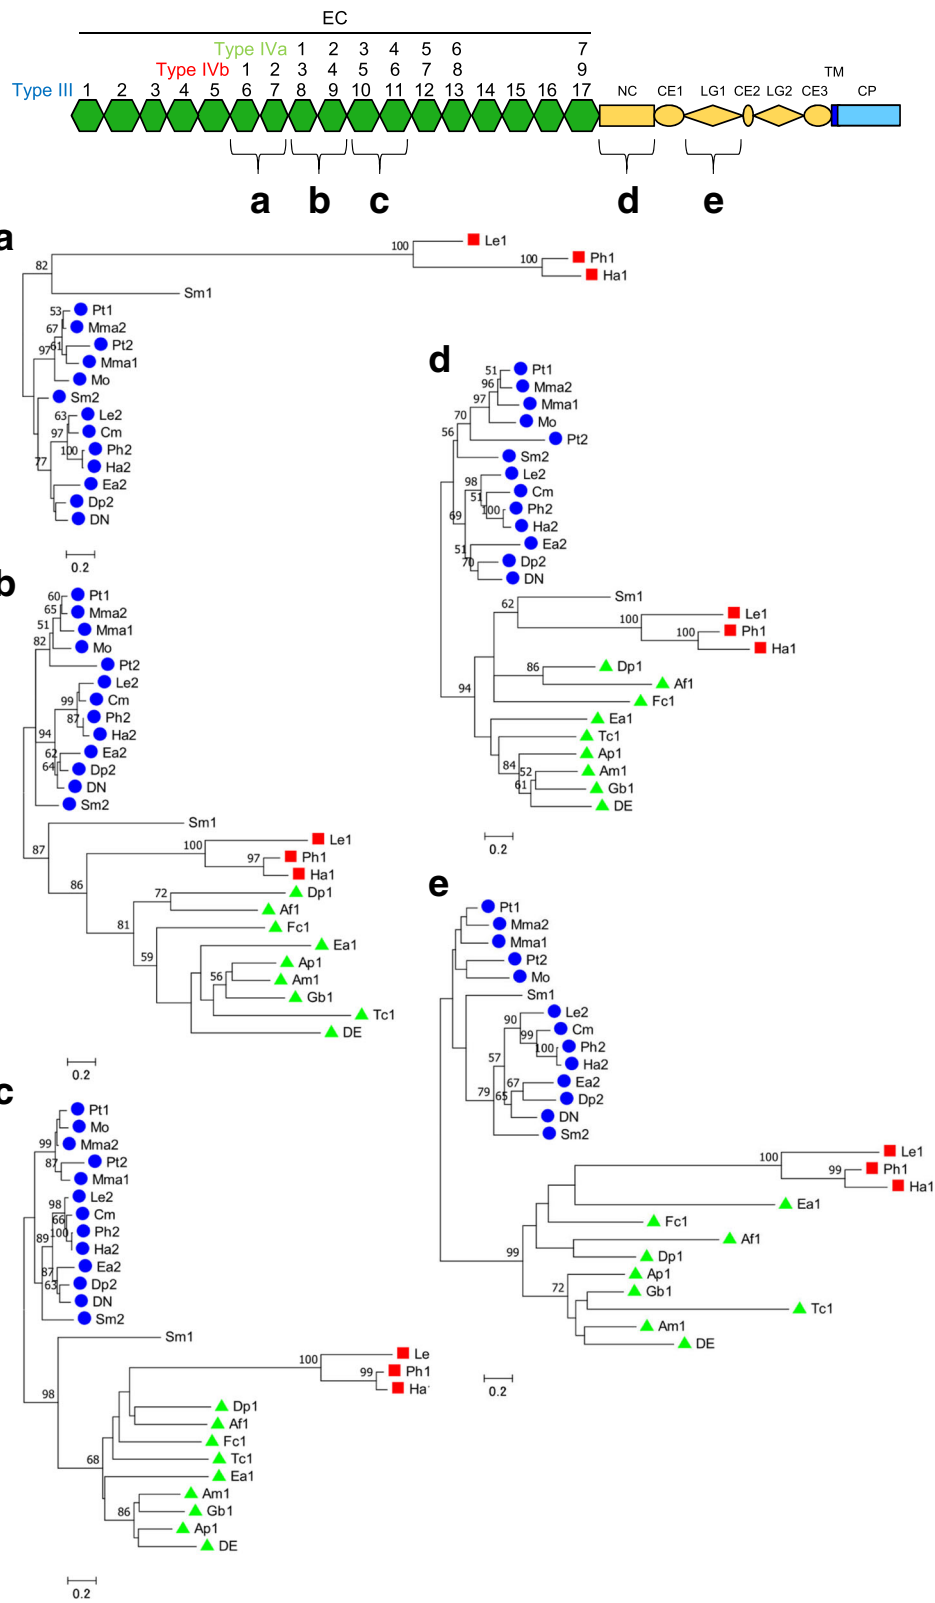 EC
Type IVa 1 2 3 4 5 6 7
Type IVb 1 2 3 4 5 6 7 8 9
Type III 1 2 3 4 5 6 7 8 9 10 11 12 13 14 15 16 17
NC CE1 LG1 CE2 LG2 CE3 TM CP
a b c d e
a
100 Le1
100 Ph1
Ha1
82
Sm1
53 Pt1
67 Mma2
61 Pt2
97 Mma1
Mo
Sm2
63 Le2
97 Cm
100 Ph2
Ha2
77
Ea2
Dp2
DN
0.2
b
60 Pt1
65 Mma2
51 Mma1
82 Mo
Pt2
Le2
99 Cm
87 Ph2
Ha2
94
62 Ea2
64 Dp2
DN
Sm2
Sm1
87
100 Le1
97 Ph1
Ha1
86
72 Dp1
Af1
81
Fc1
59
Ea1
Ap1
56 Am1
Gb1
Tc1
DE
0.2
c
Pt1
Mo
99 Mma2
87 Pt2
Mma1
Le2
98 Cm
66
100 Ph2
89 Ha2
87 Ea2
63 Dp2
DN
Sm2
Sm1
98
100 Le
99 Ph1
Ha
Dp1
Af1
Fc1
68 Tc1
Ea1
Am1
86 Gb1
Ap1
DE
0.2
d
51 Pt1
96 Mma2
97 Mma1
70 Mo
56 Pt2
Sm2
98 Le2
51 Cm
100 Ph2
69 Ha2
51 Ea2
70 Dp2
DN
62 Sm1
100 Le1
100 Ph1
Ha1
86 Dp1
Af1
94 Fc1
Ea1
Tc1
84 Ap1
52 Am1
61 Gb1
DE
0.2
e
Pt1
Mma2
Mma1
Pt2
Mo
Sm1
90 Le2
99 Cm
100 Ph2
57 Ha2
67 Ea2
79 65 Dp2
DN
Sm2
100 Le1
99 Ph1
Ha1
Ea1
Fc1
99 Af1
Dp1
72 Ap1
Gb1
Tc1
Am1
DE
0.2